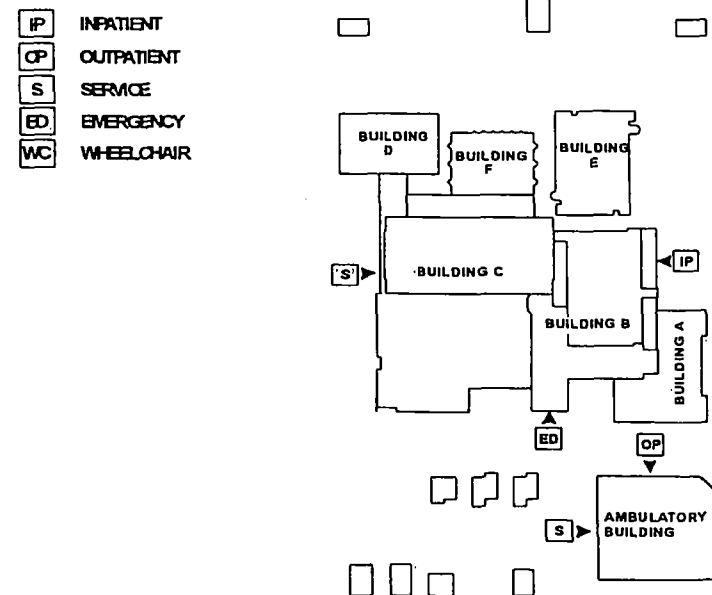 IP INPATIENT
OP OUTPATIENT
S SERVICE
ED EMERGENCY
WC WHEELCHAIR
BUILDING
D
BUILDING
F
BUILDING
E
'S'
BUILDING C
IP
BUILDING B
BUILDING A
ED
OP
S
AMBULATORY
BUILDING